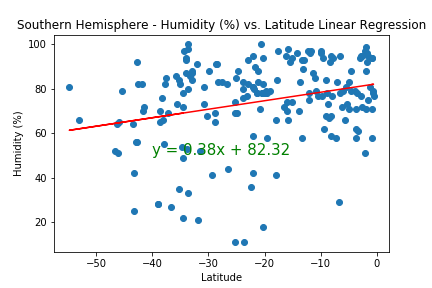 Southern Hemisphere - Humidity (%) vs. Latitude Linear Regression
100
80
60
40
20
Humidity (%)
y = 0.38x + 82.32
−50
−40
−30
−20
−10
0
Latitude